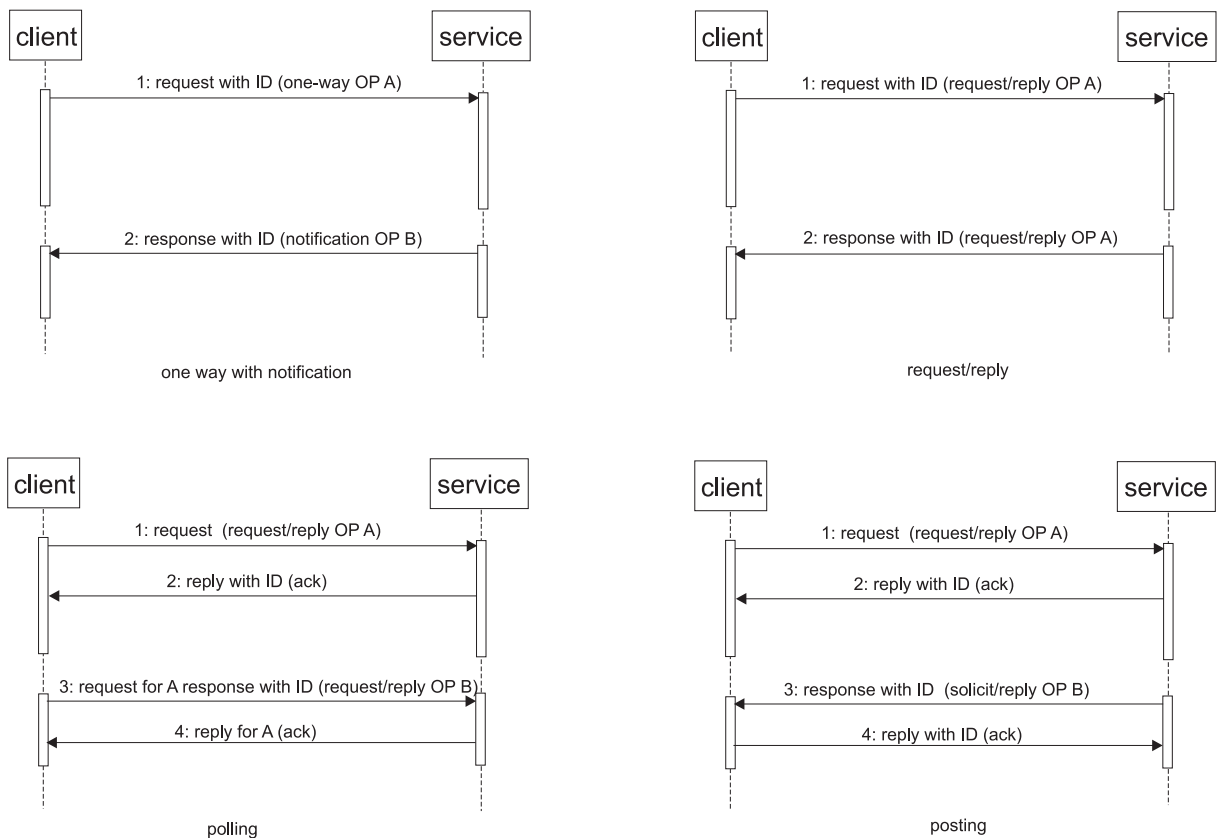 client
service
1: request with ID (one-way OP A)
2: response with ID (notification OP B)
one way with notification
client
service
1: request with ID (request/reply OP A)
2: response with ID (request/reply OP A)
request/reply
client
service
1: request (request/reply OP A)
2: reply with ID (ack)
3: request for A response with ID (request/reply OP B)
4: reply for A (ack)
polling
client
service
1: request (request/reply OP A)
2: reply with ID (ack)
3: response with ID (solicit/reply OP B)
4: reply with ID (ack)
posting